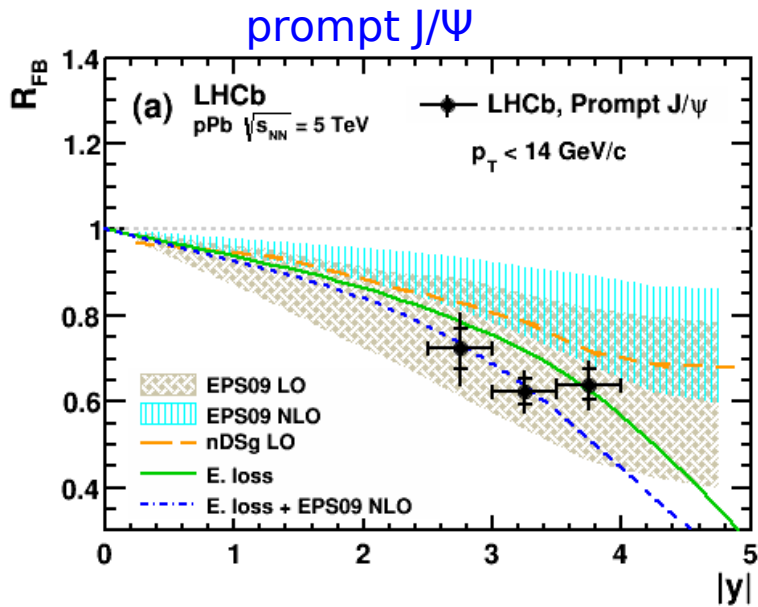 prompt J/Ψ
R_FB
1.4
1.2
1
0.8
0.6
0.4
(a) LHCb
pPb √s_NN = 5 TeV
LHCb, Prompt J/ψ
p_T < 14 GeV/c
EPS09 LO
EPS09 NLO
nDSg LO
E. loss
E. loss + EPS09 NLO
0 1 2 3 4 5
|y|